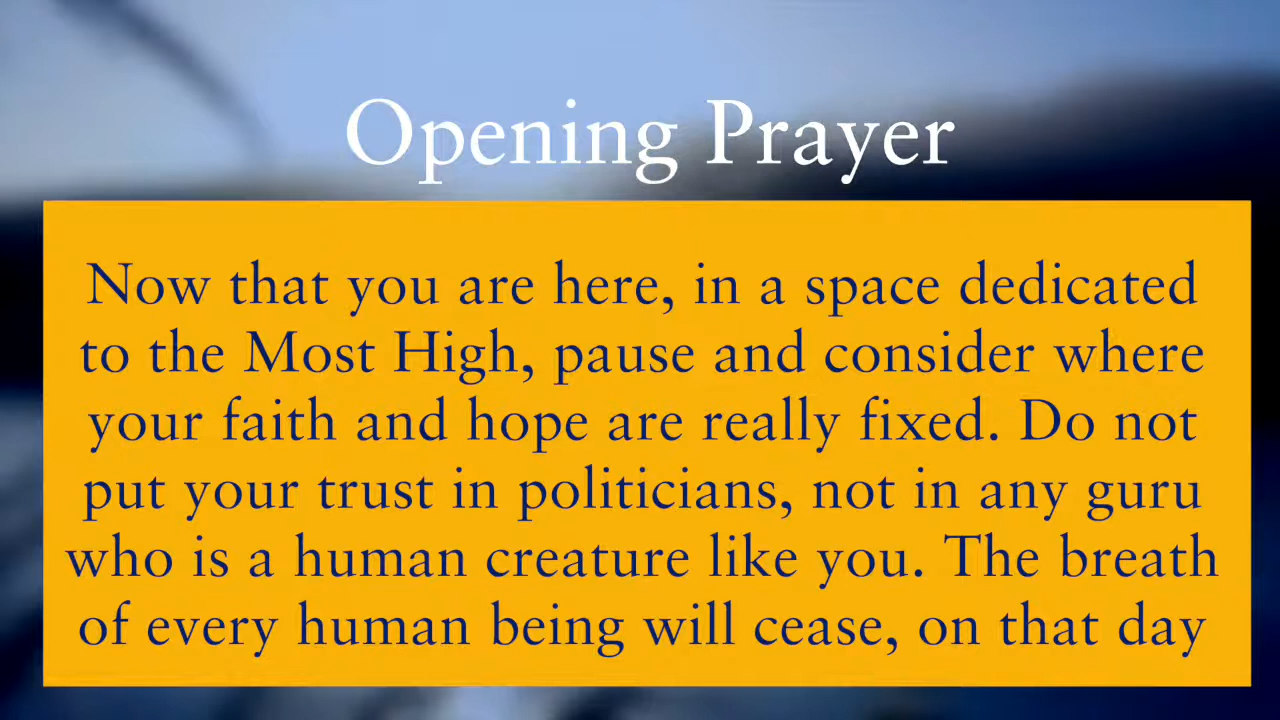 Opening Prayer
Now that you are here, in a space dedicated
to the Most High, pause and consider where
your faith and hope are really fixed. Do not
put your trust in politicians, not in any guru
who is a human creature like you. The breath
of every human being will cease, on that day